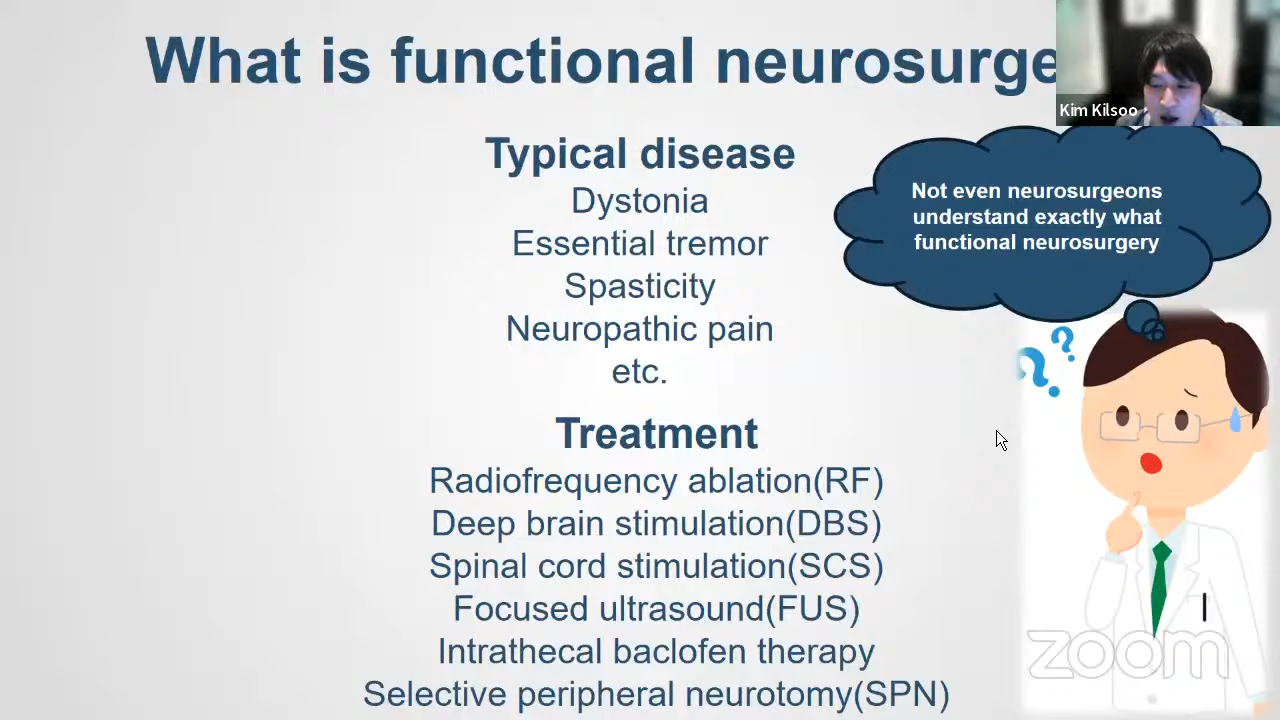 What is functional neurosurge
Kim Kilsoo
Typical disease
Dystonia
Essential tremor
Spasticity
Neuropathic pain
etc.
Not even neurosurgeons
understand exactly what
functional neurosurgery
Treatment
Radiofrequency ablation(RF)
Deep brain stimulation(DBS)
Spinal cord stimulation(SCS)
Focused ultrasound(FUS)
Intrathecal baclofen therapy
Selective peripheral neurotomy(SPN)
? ?
zoom